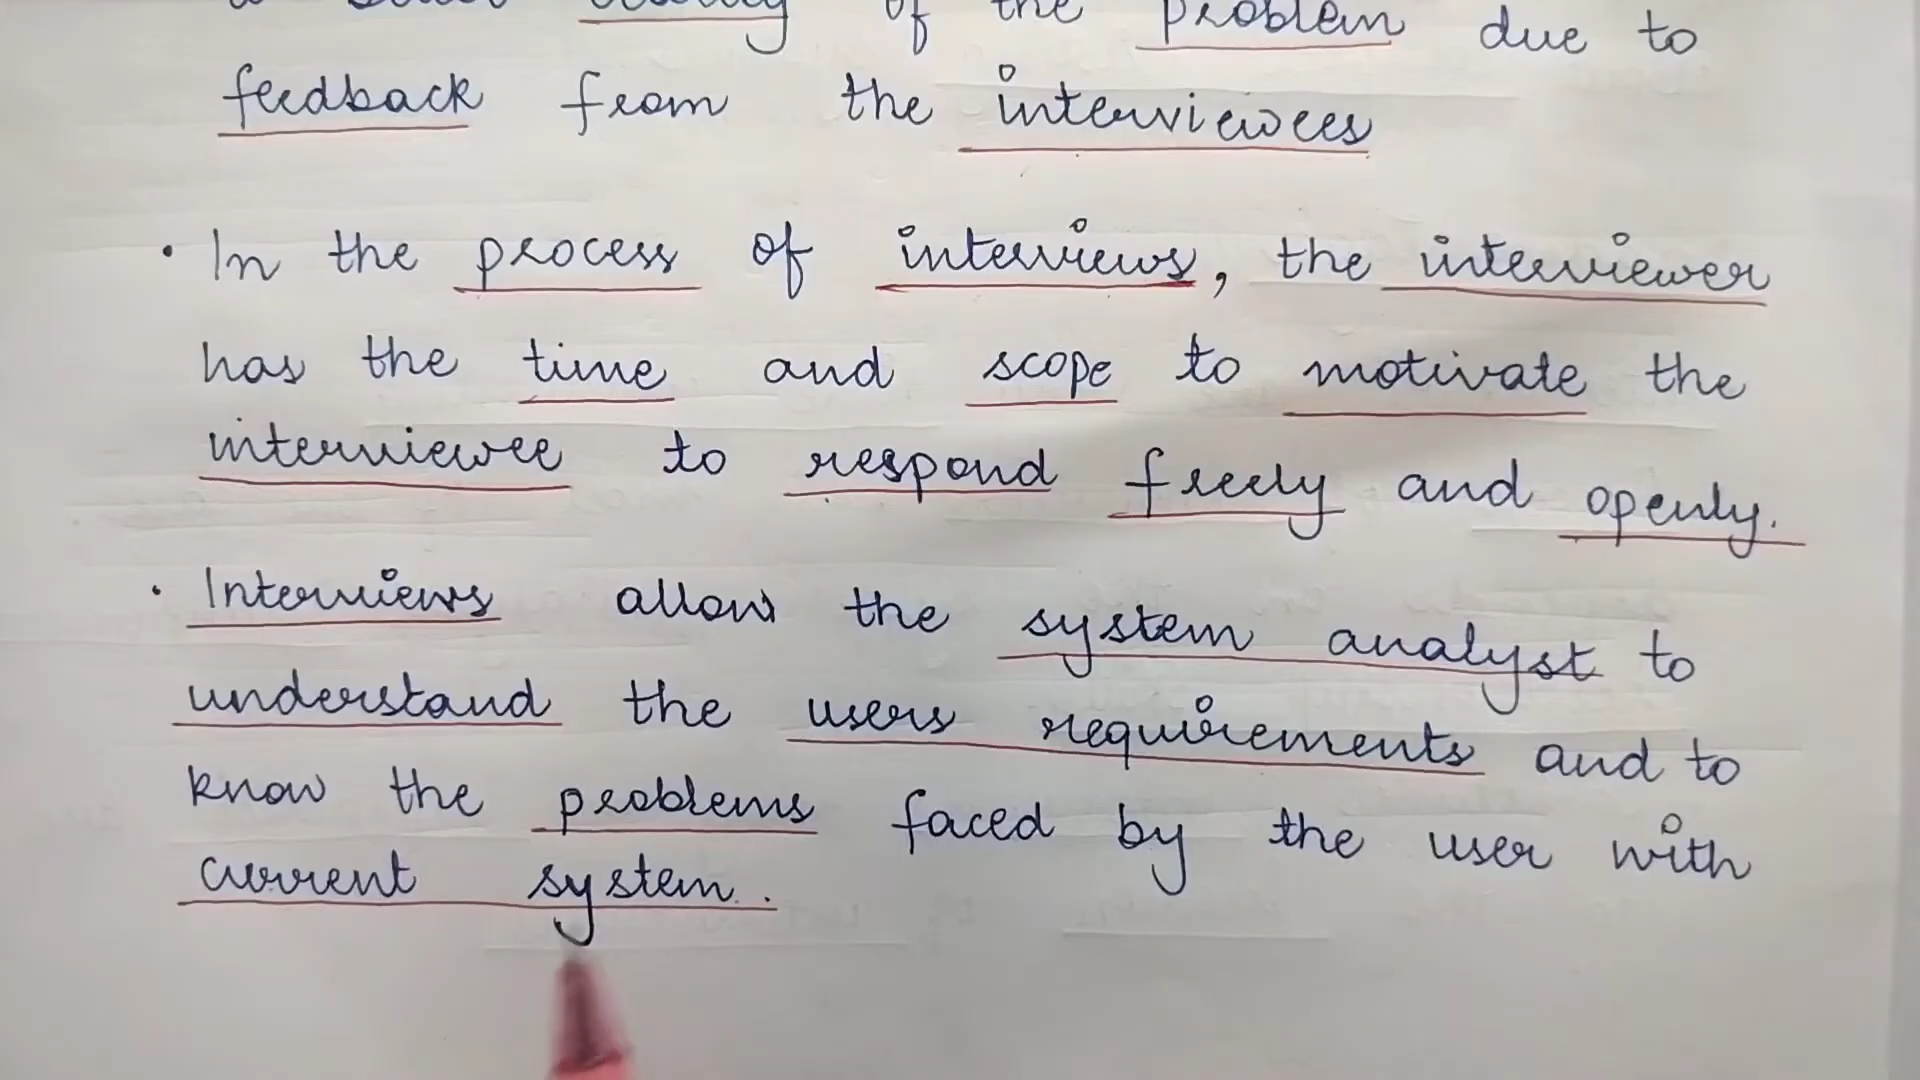 of the problem due to
feedback from the interviewees
• In the process of interviews, the interviewer
has the time and scope to motivate the
interviewee to respond freely and openly.
• Interviews allow the system analyst to
understand the users requirements and to
know the problems faced by the user with
current system.